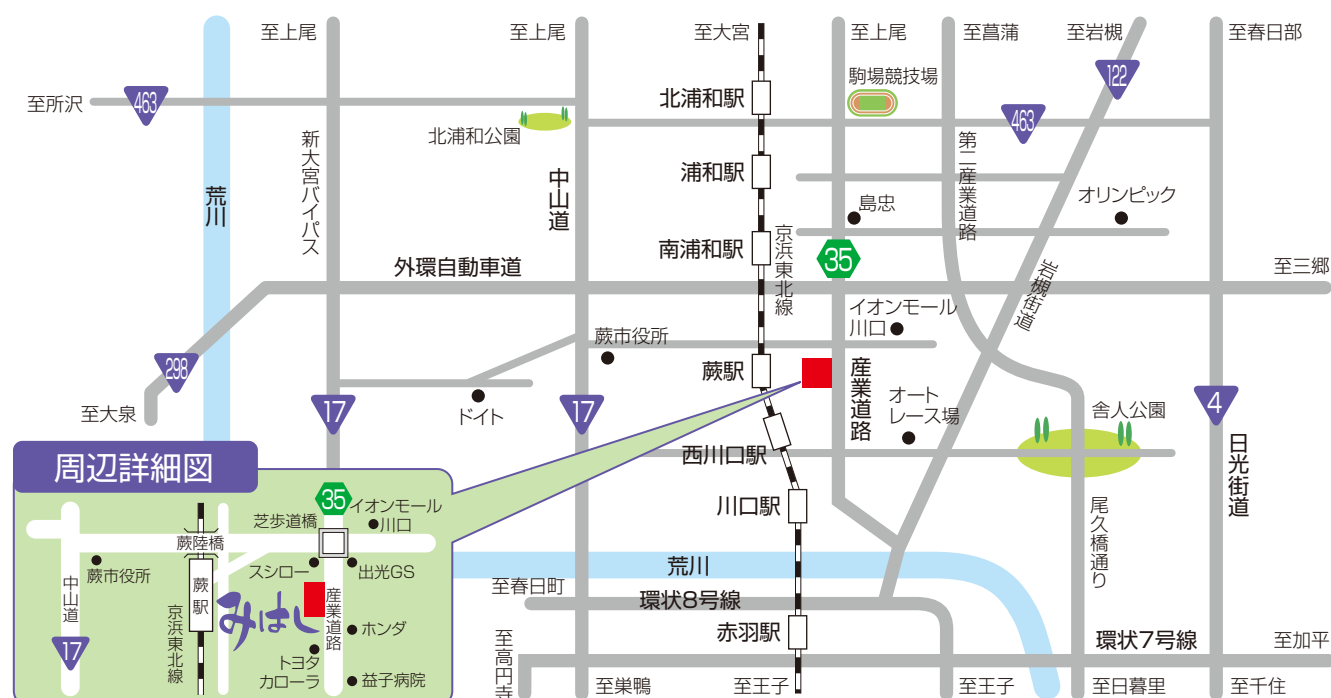 至上尾
至上尾
至大宮
至上尾
至菖蒲
至岩槻
至春日部
至所沢
463
北浦和公園
北浦和駅
駒場競技場
122
463
荒川
新大宮バイパス
中山道
浦和駅
第二産業道路
島忠
オリンピック
南浦和駅
京浜東北線
35
外環自動車道
至三郷
岩槻街道
イオンモール
川口
蕨市役所
蕨駅
298
至大泉
17
ドイト
17
産業道路
オート
レース場
4
舎人公園
日光街道
西川口駅
川口駅
尾久橋通り
荒川
至春日町
環状8号線
赤羽駅
環状7号線
至加平
至高円寺
至巣鴨
至王子
至王子
至日暮里
至千住
周辺詳細図
35
イオンモール
川口
芝歩道橋
蕨陸橋
蕨市役所
スシロー
出光GS
中山道
蕨駅
みはし
産業道路
京浜東北線
ホンダ
17
トヨタ
カローラ
益子病院